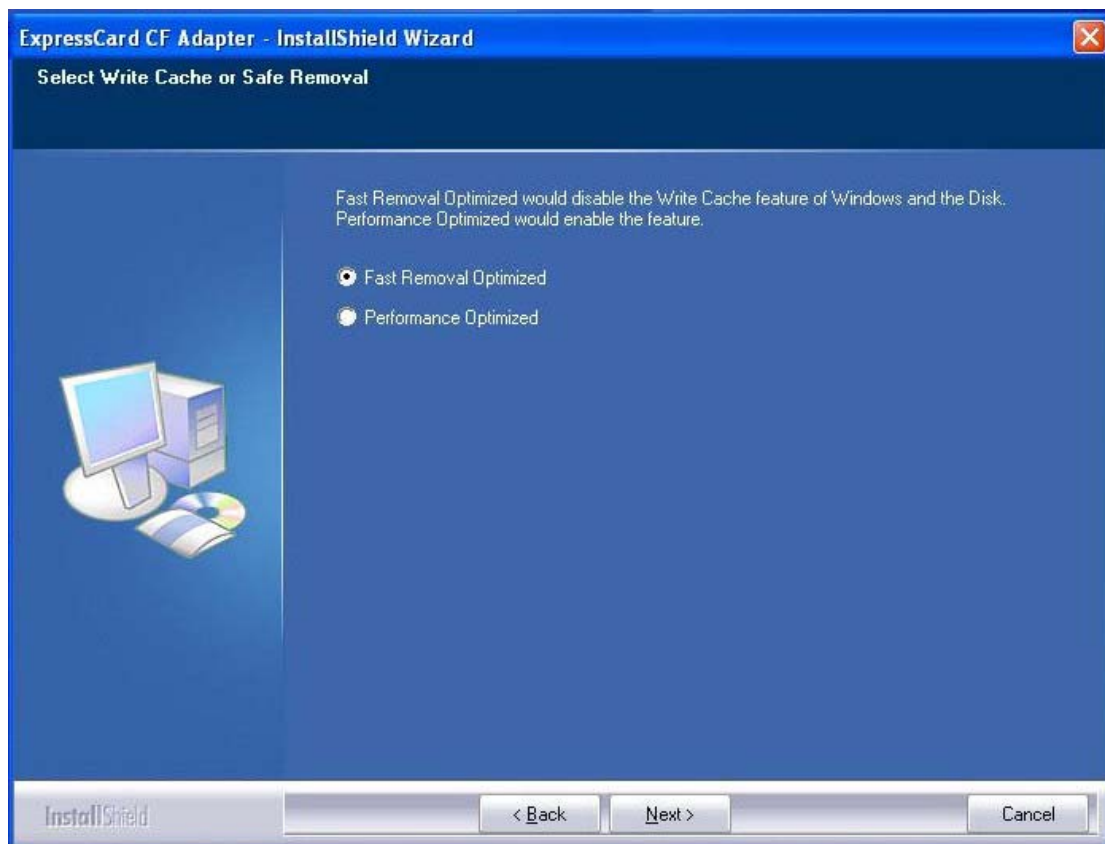 ExpressCard CF Adapter - InstallShield Wizard
Select Write Cache or Safe Removal
Fast Removal Optimized would disable the Write Cache feature of Windows and the Disk.
Performance Optimized would enable the feature.
Fast Removal Optimized
Performance Optimized
InstallShield
< Back
Next >
Cancel